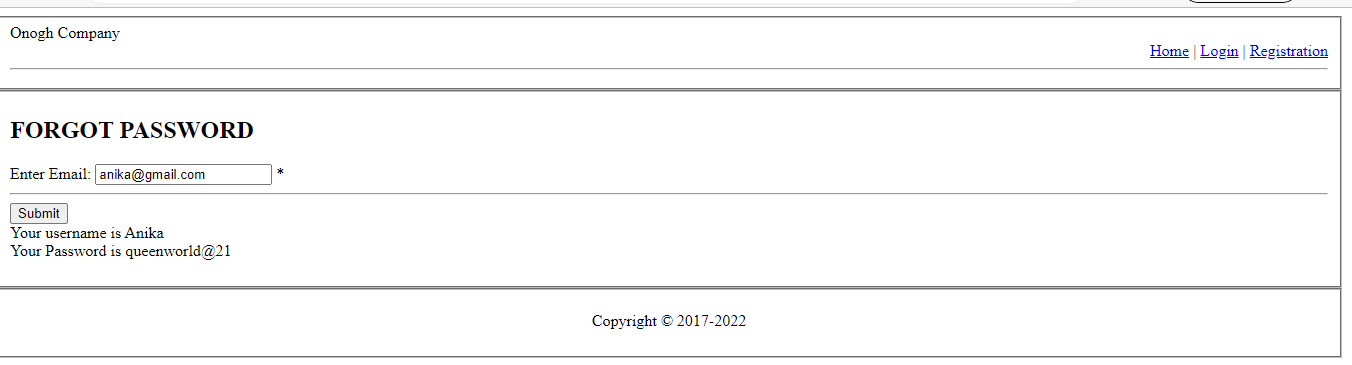 Onogh Company
Home | Login | Registration
FORGOT PASSWORD
Enter Email: anika@gmail.com *
Submit
Your username is Anika
Your Password is queenworld@21
Copyright © 2017-2022